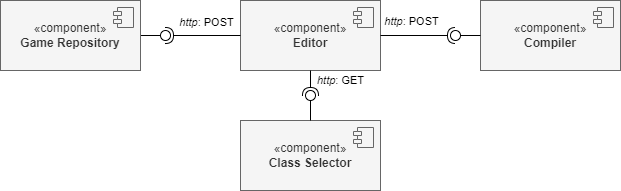 «component»
Game Repository
http: POST
«component»
Editor
http: POST
«component»
Compiler
http: GET
«component»
Class Selector